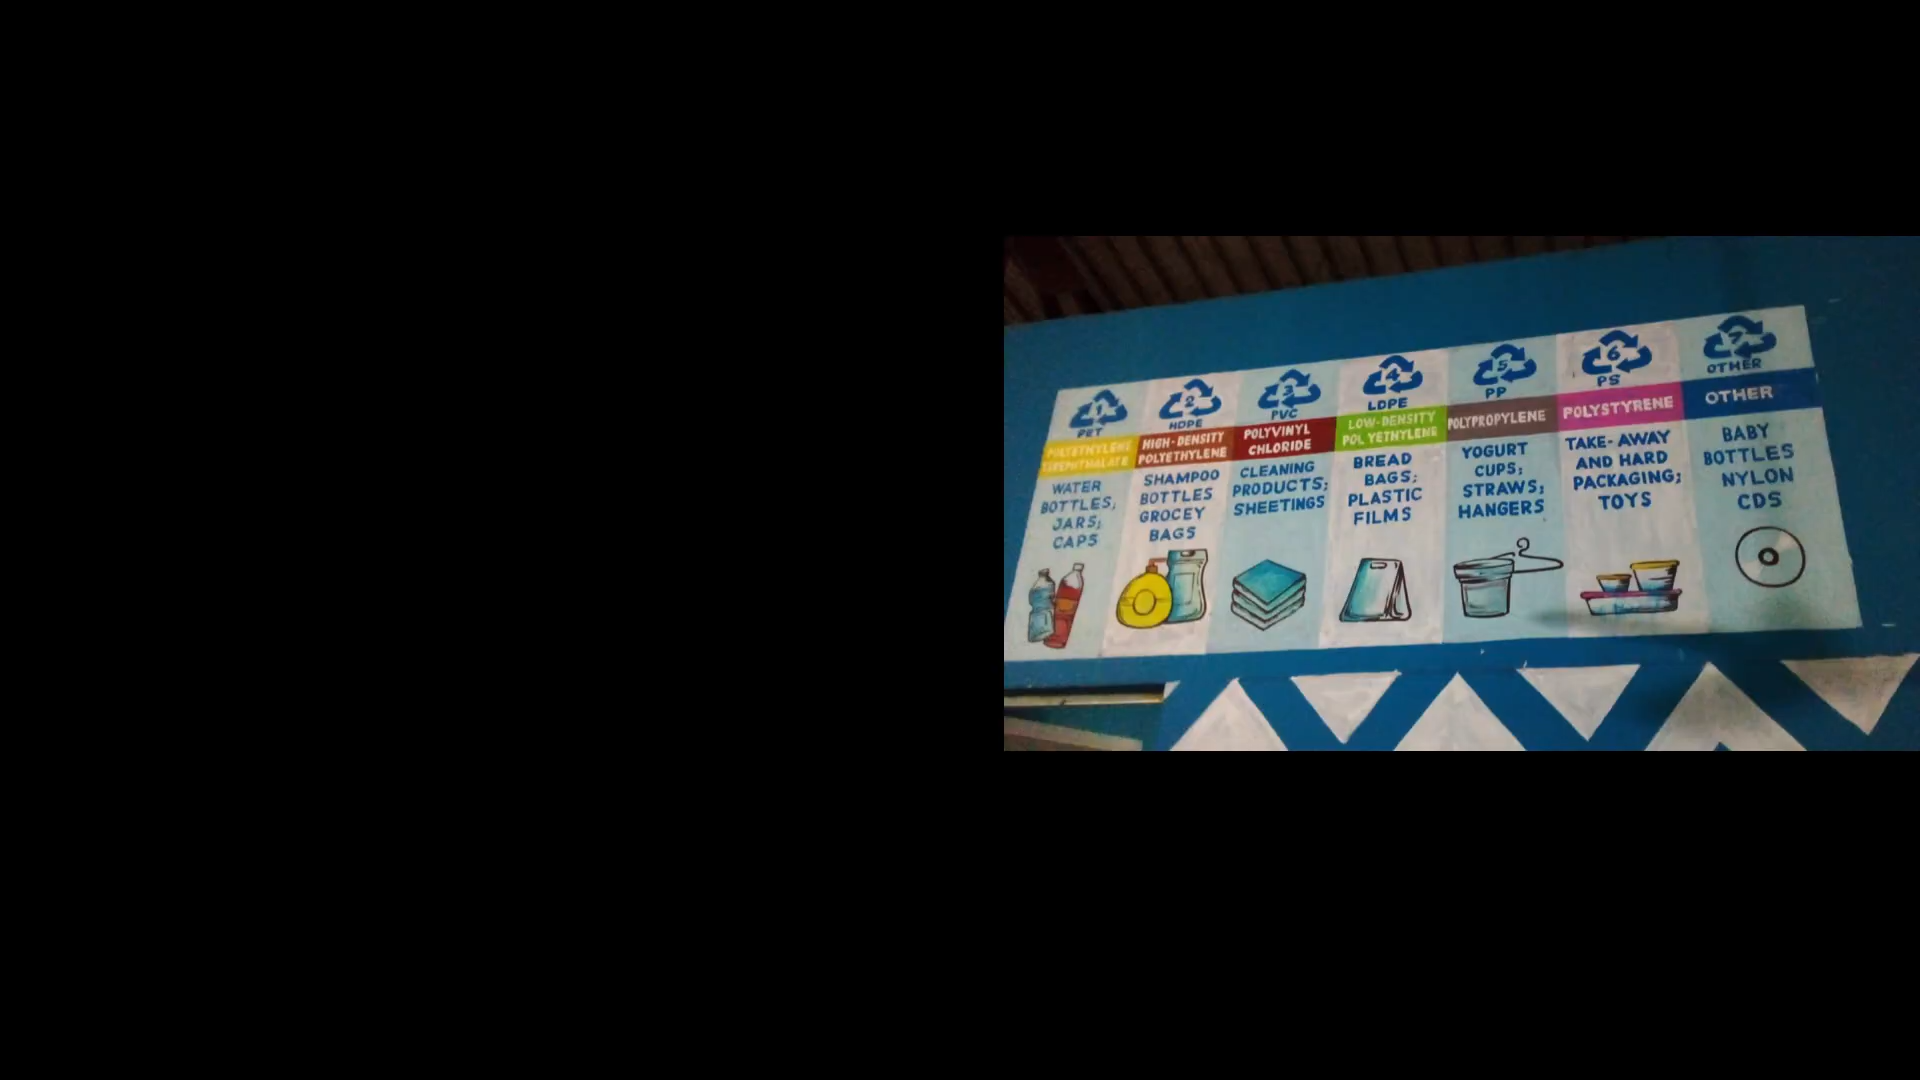 1
PET
POLYETHYLENE
TEREPHTHALATE
WATER
BOTTLES,
JARS;
CAPS
2
HDPE
HIGH-DENSITY
POLYETHYLENE
SHAMPOO
BOTTLES
GROCEY
BAGS
3
PVC
POLYVINYL
CHLORIDE
CLEANING
PRODUCTS;
SHEETINGS
4
LDPE
LOW-DENSITY
POLYETHYLENE
BREAD
BAGS;
PLASTIC
FILMS
5
PP
POLYPROPYLENE
YOGURT
CUPS;
STRAWS;
HANGERS
6
PS
POLYSTYRENE
TAKE-AWAY
AND HARD
PACKAGING;
TOYS
7
OTHER
OTHER
BABY
BOTTLES
NYLON
CDS